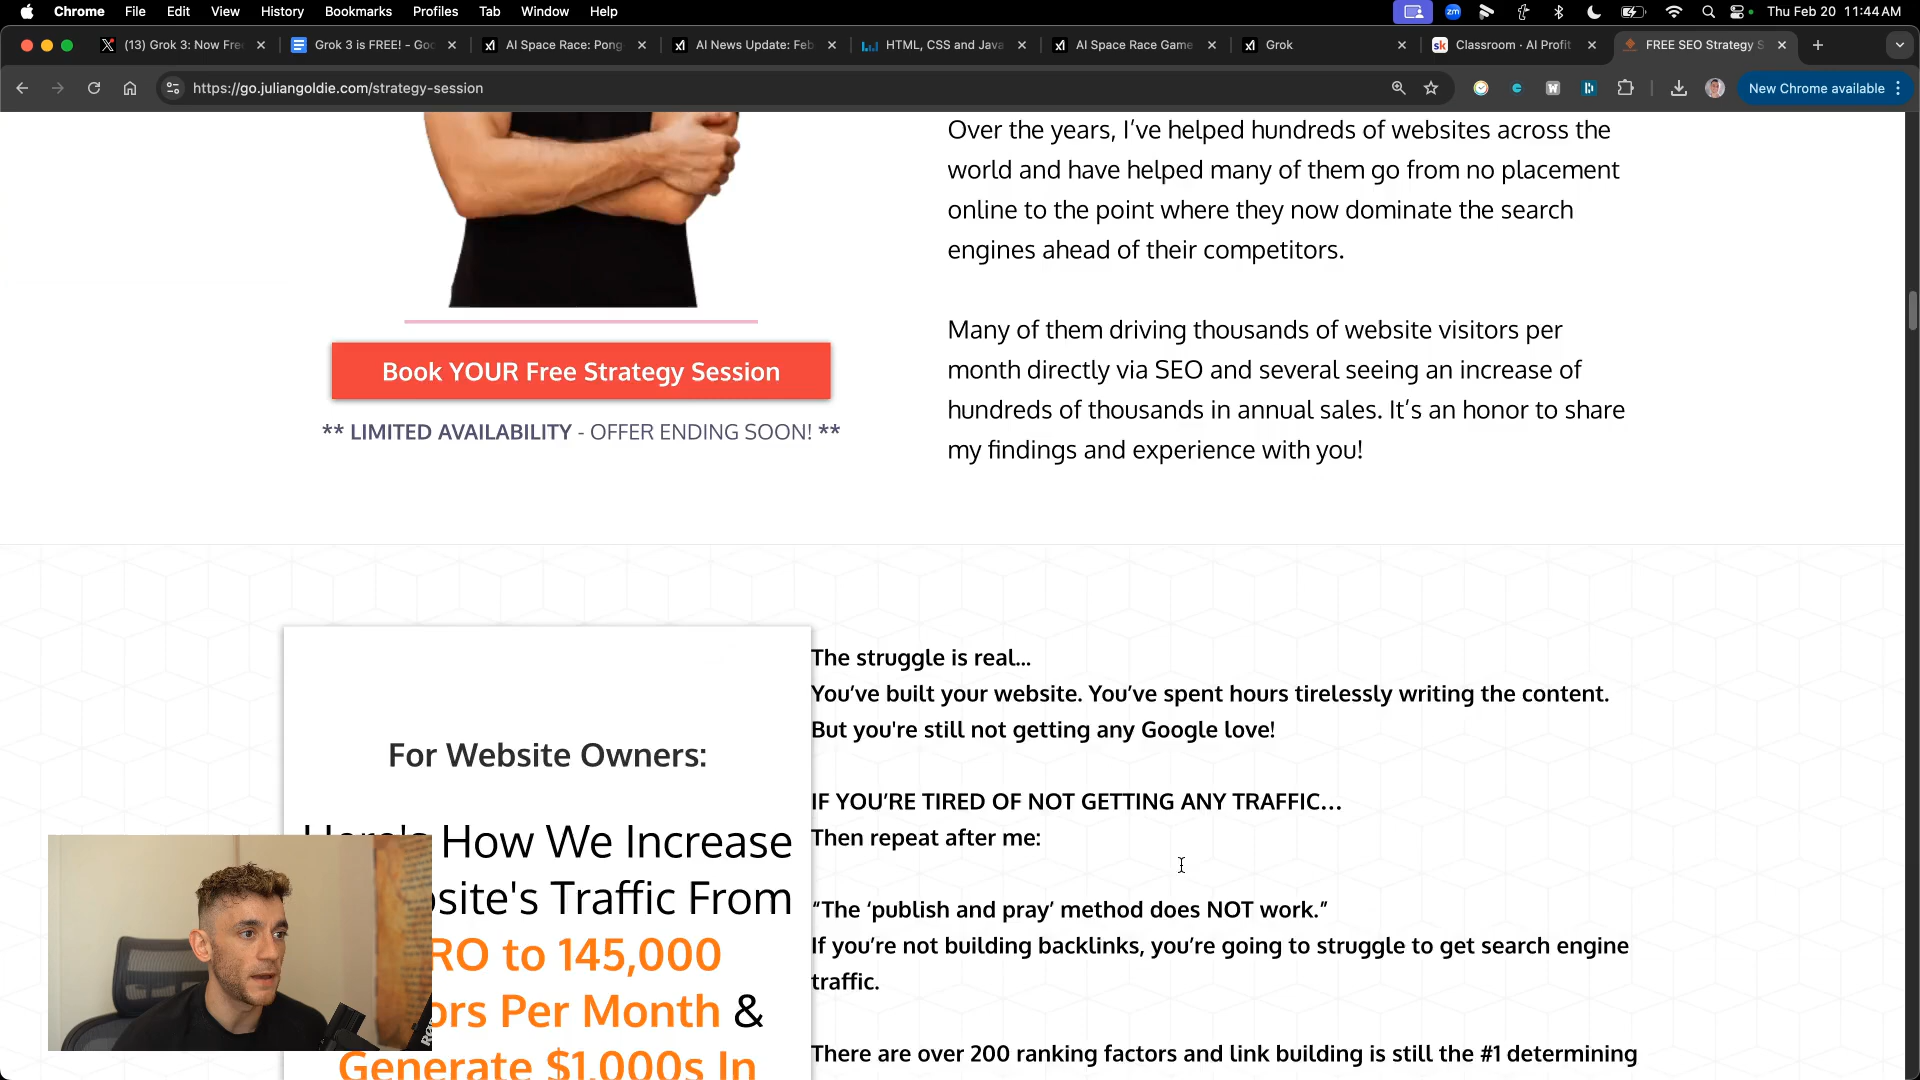 Chrome File Edit View History Bookmarks Profiles Tab Window Help
zm Thu Feb 20 11:44 AM
(13) Grok 3: Now Fre
Grok 3 is FREE! - Goo
AI Space Race: Pong
AI News Update: Feb
HTML, CSS and Java
AI Space Race Game
Grok
sk Classroom · AI Profit
FREE SEO Strategy S
https://go.juliangoldie.com/strategy-session
New Chrome available
Over the years, I've helped hundreds of websites across the
world and have helped many of them go from no placement
online to the point where they now dominate the search
engines ahead of their competitors.
Many of them driving thousands of website visitors per
month directly via SEO and several seeing an increase of
hundreds of thousands in annual sales. It's an honor to share
my findings and experience with you!
Book YOUR Free Strategy Session
** LIMITED AVAILABILITY - OFFER ENDING SOON! **
For Website Owners:
How We Increase
site's Traffic From
RO to 145,000
ors Per Month &
Generate $1,000s In
The struggle is real...
You've built your website. You've spent hours tirelessly writing the content.
But you're still not getting any Google love!
IF YOU'RE TIRED OF NOT GETTING ANY TRAFFIC...
Then repeat after me:
“The ‘publish and pray’ method does NOT work.”
If you're not building backlinks, you're going to struggle to get search engine
traffic.
There are over 200 ranking factors and link building is still the #1 determining